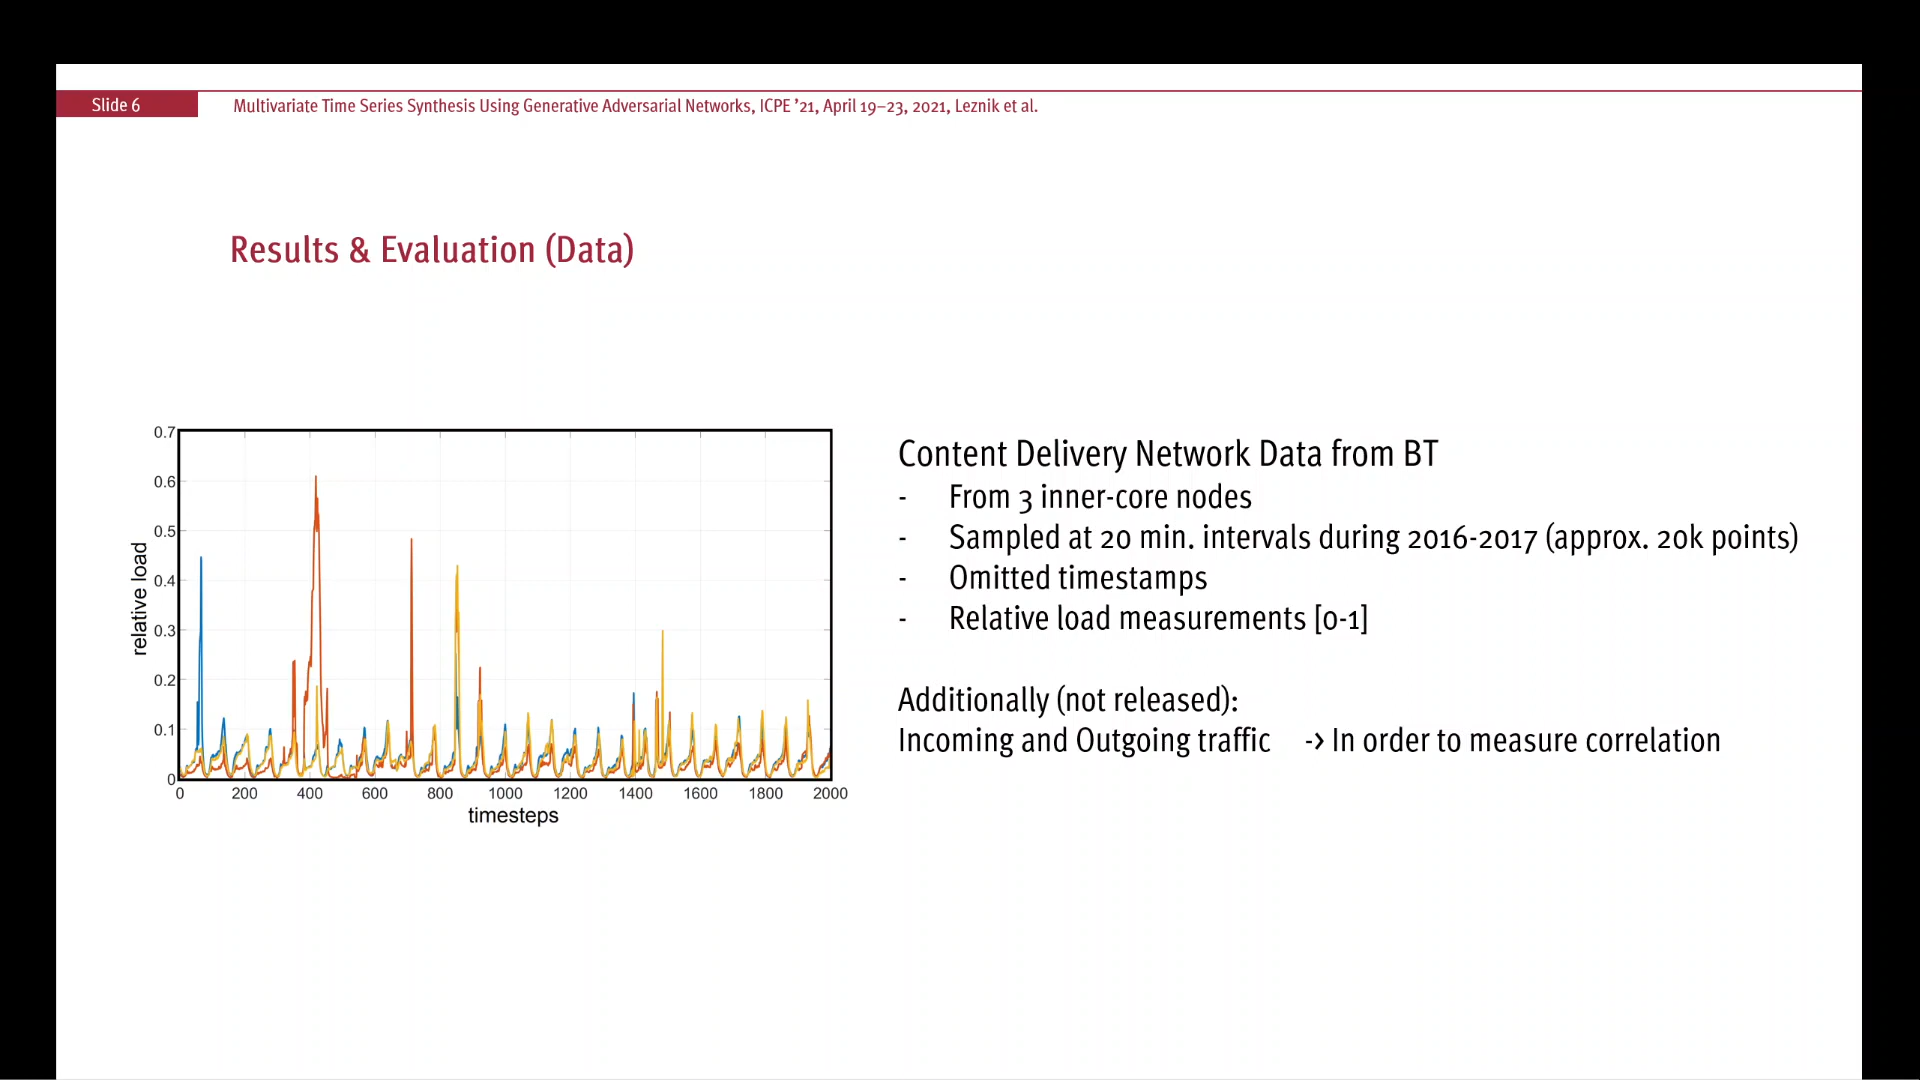 Slide 6
Multivariate Time Series Synthesis Using Generative Adversarial Networks, ICPE '21, April 19–23, 2021, Leznik et al.
Results & Evaluation (Data)
0.7
0.6
0.5
0.4
0.3
0.2
0.1
0
relative load
0 200 400 600 800 1000 1200 1400 1600 1800 2000
timesteps
Content Delivery Network Data from BT
- From 3 inner-core nodes
- Sampled at 20 min. intervals during 2016-2017 (approx. 20k points)
- Omitted timestamps
- Relative load measurements [0-1]
Additionally (not released):
Incoming and Outgoing traffic -> In order to measure correlation